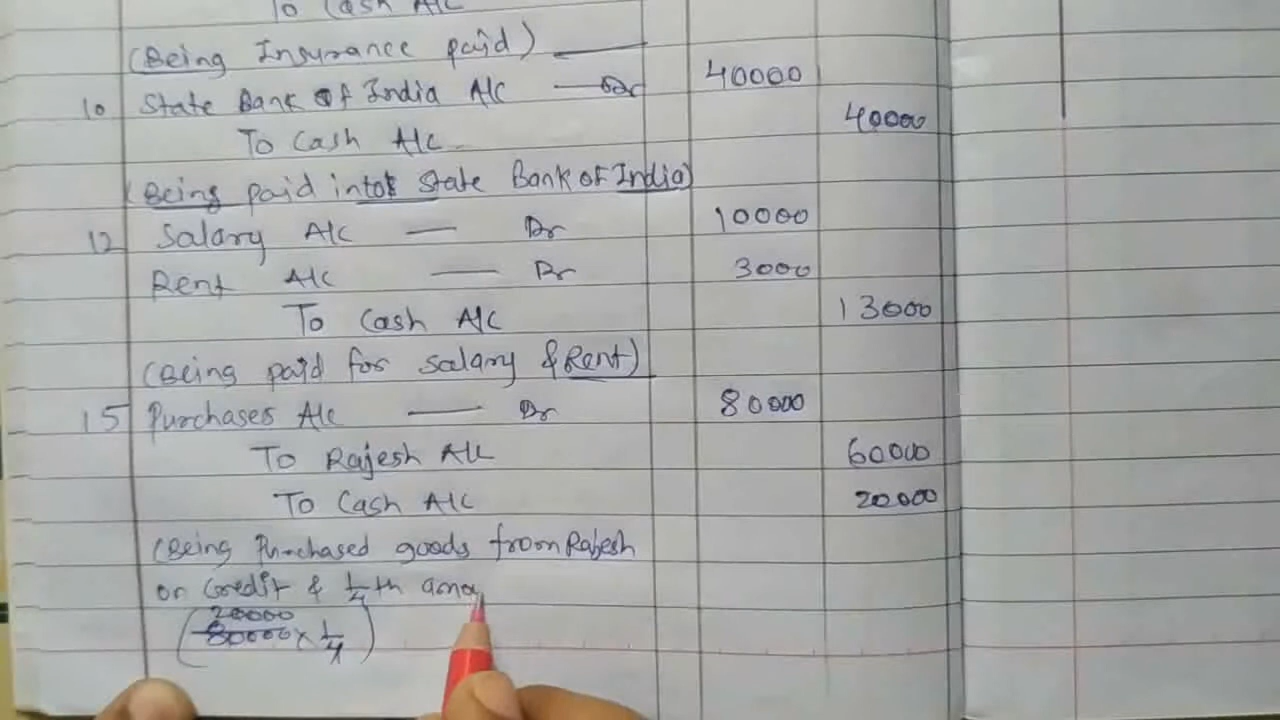 To Cash A/C
(Being Insurance paid)
10 State Bank Of India A/C — Dr 40000
To Cash A/C 40000
(Being paid into State Bank of India)
12 Salary A/C — Dr 10000
Rent A/C — Dr 3000
To Cash A/C 13000
(Being paid for Salary & Rent)
15 Purchases A/C — Dr 80000
To Rajesh A/C 60000
To Cash A/C 20000
(Being Purchased goods from Rajesh
on Credit & 1/4th amo
20000
(80000 x 1/4)